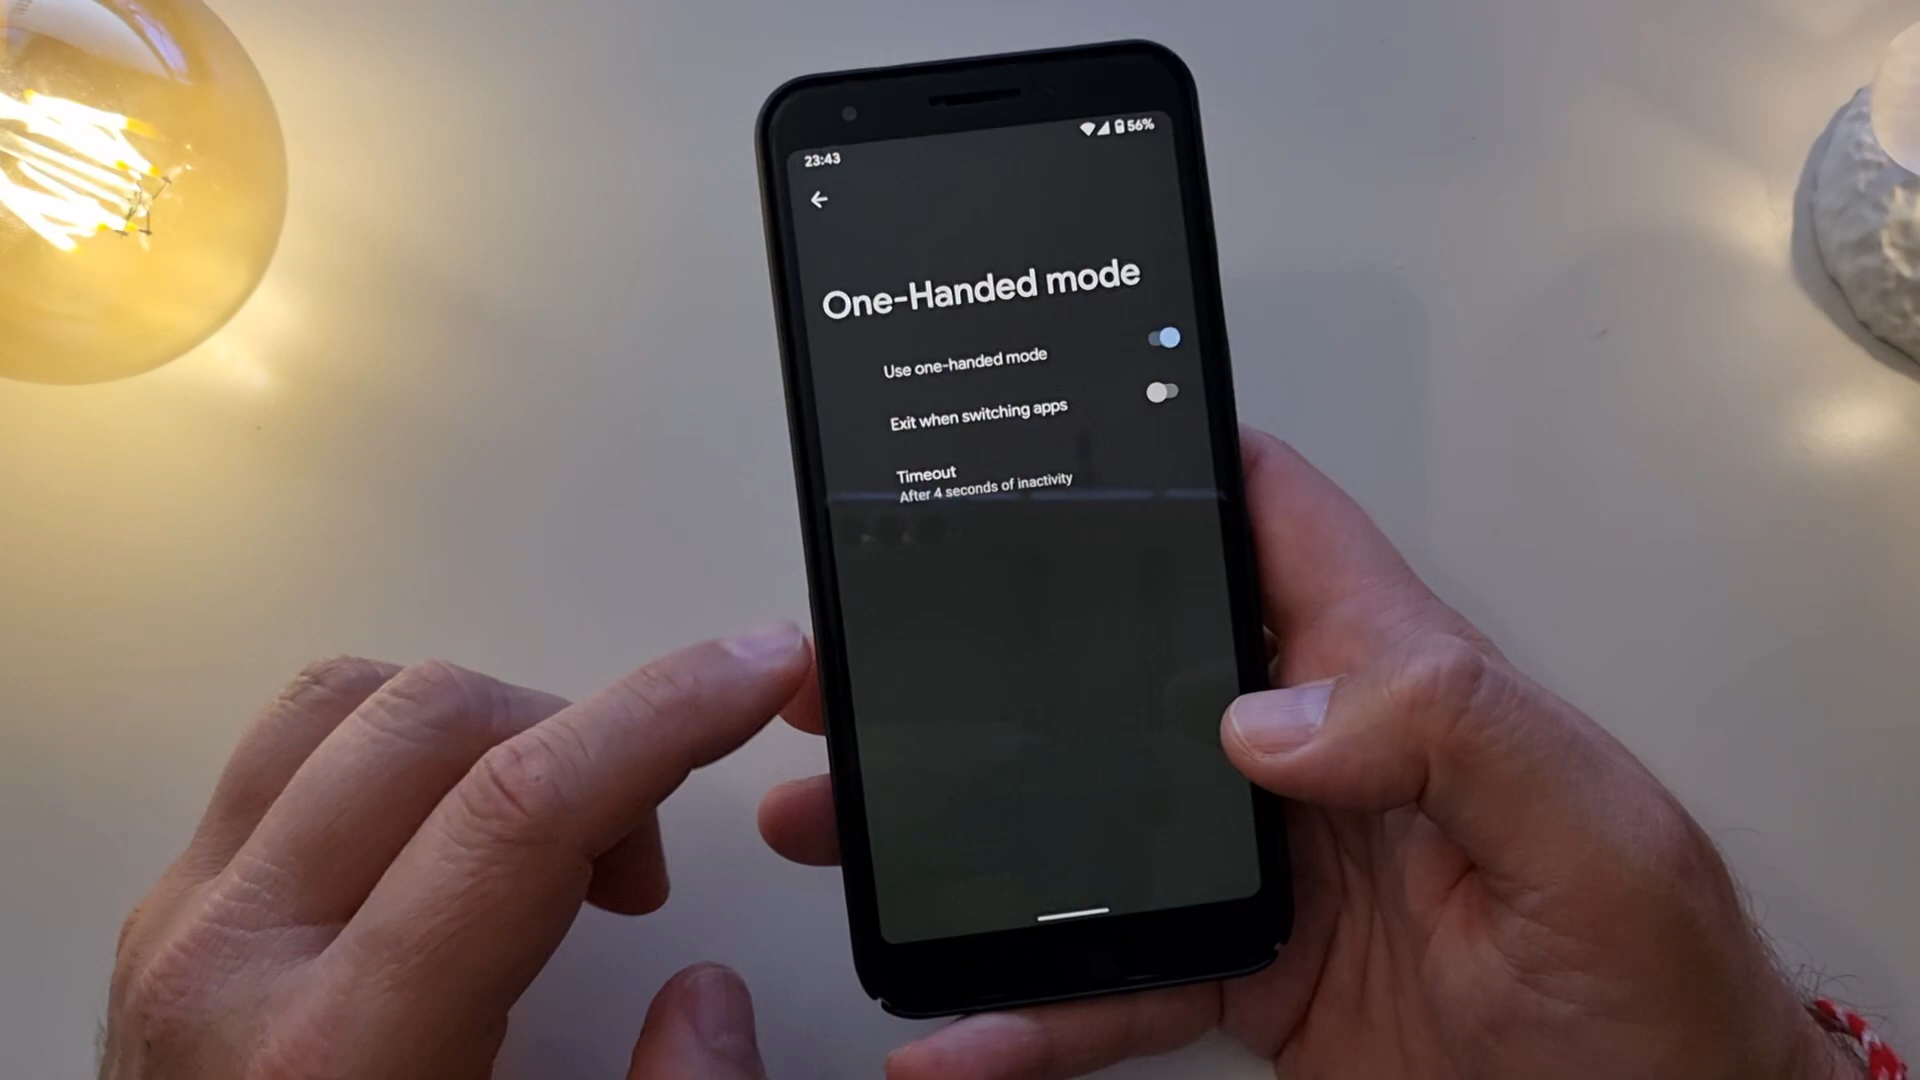 23:43
56%
One-Handed mode
Use one-handed mode
Exit when switching apps
Timeout
After 4 seconds of inactivity